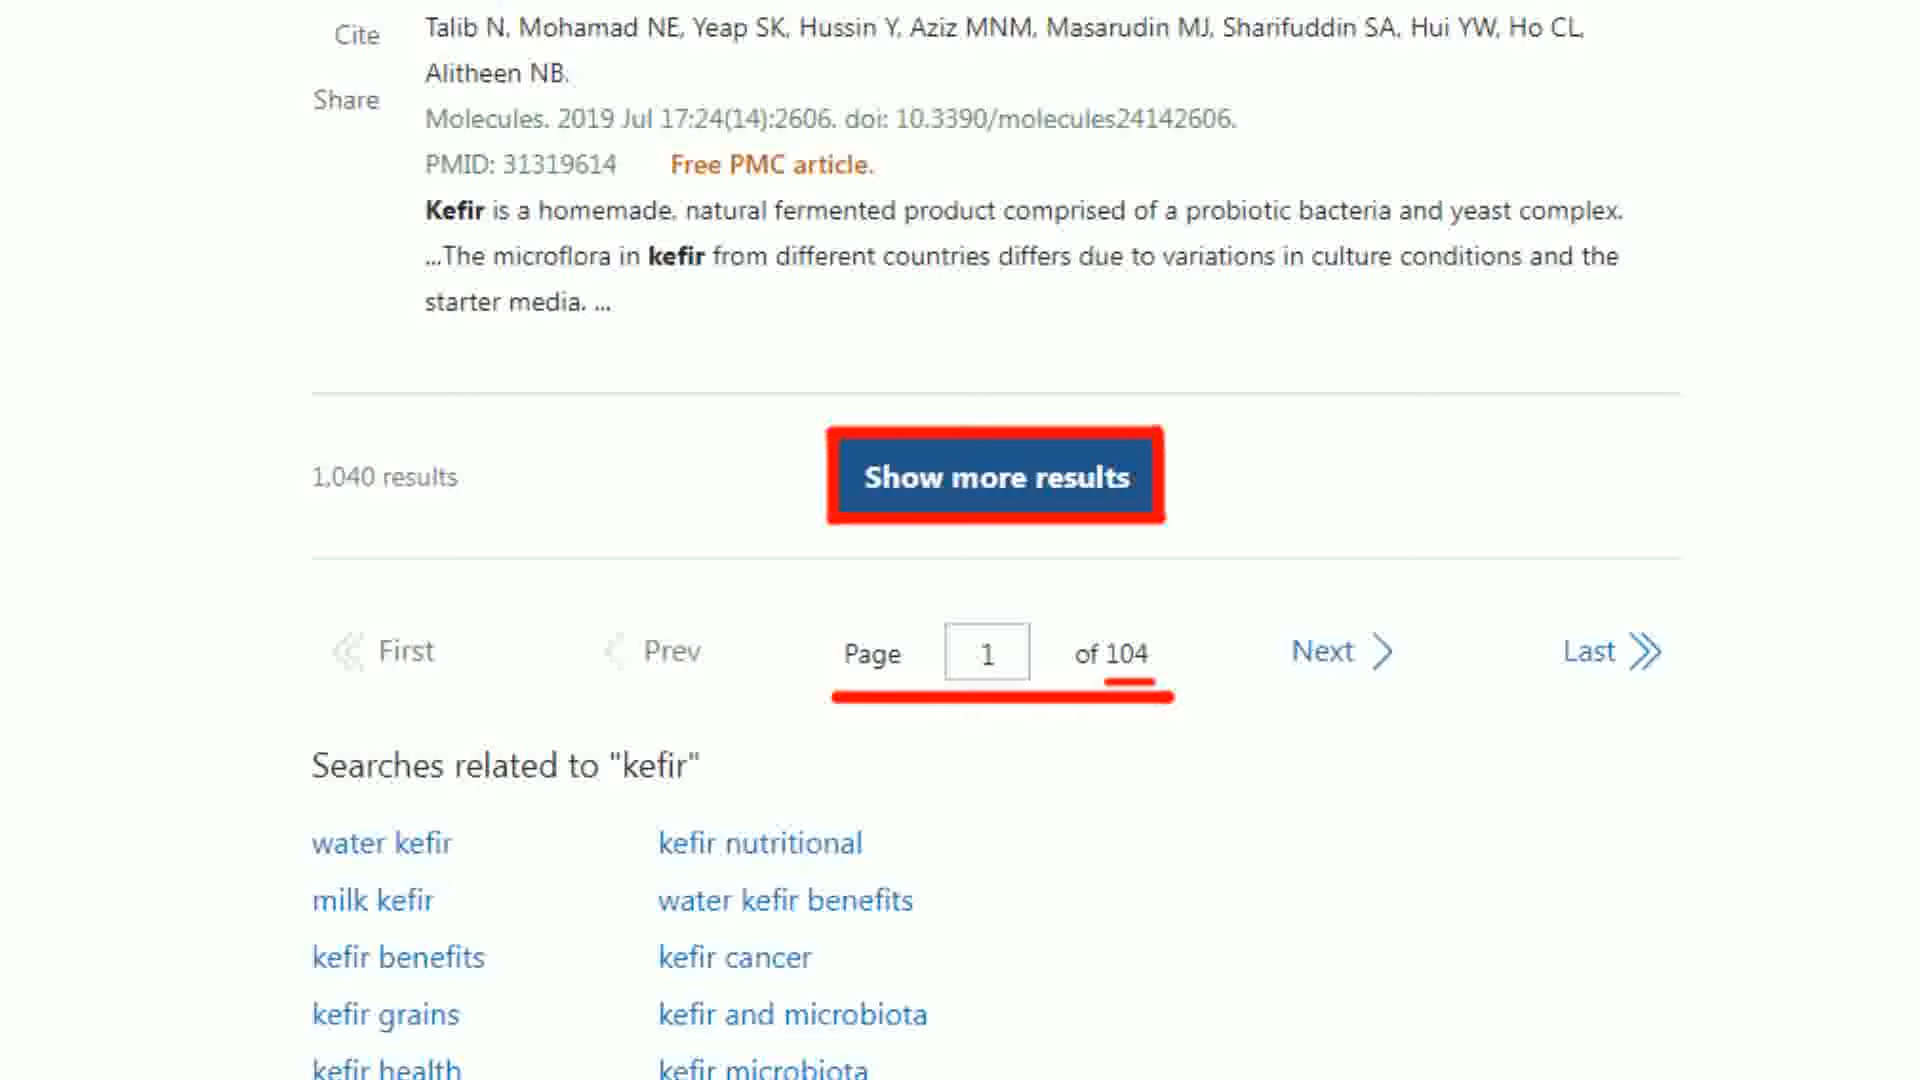 Cite
Talib N, Mohamad NE, Yeap SK, Hussin Y, Aziz MNM, Masarudin MJ, Sharifuddin SA, Hui YW, Ho CL,
Alitheen NB.
Share
Molecules. 2019 Jul 17;24(14):2606. doi: 10.3390/molecules24142606.
PMID: 31319614 Free PMC article.
Kefir is a homemade, natural fermented product comprised of a probiotic bacteria and yeast complex.
...The microflora in kefir from different countries differs due to variations in culture conditions and the
starter media. ...
1,040 results
Show more results
First Prev Page 1 of 104 Next Last
Searches related to "kefir"
water kefir kefir nutritional
milk kefir water kefir benefits
kefir benefits kefir cancer
kefir grains kefir and microbiota
kefir health kefir microbiota